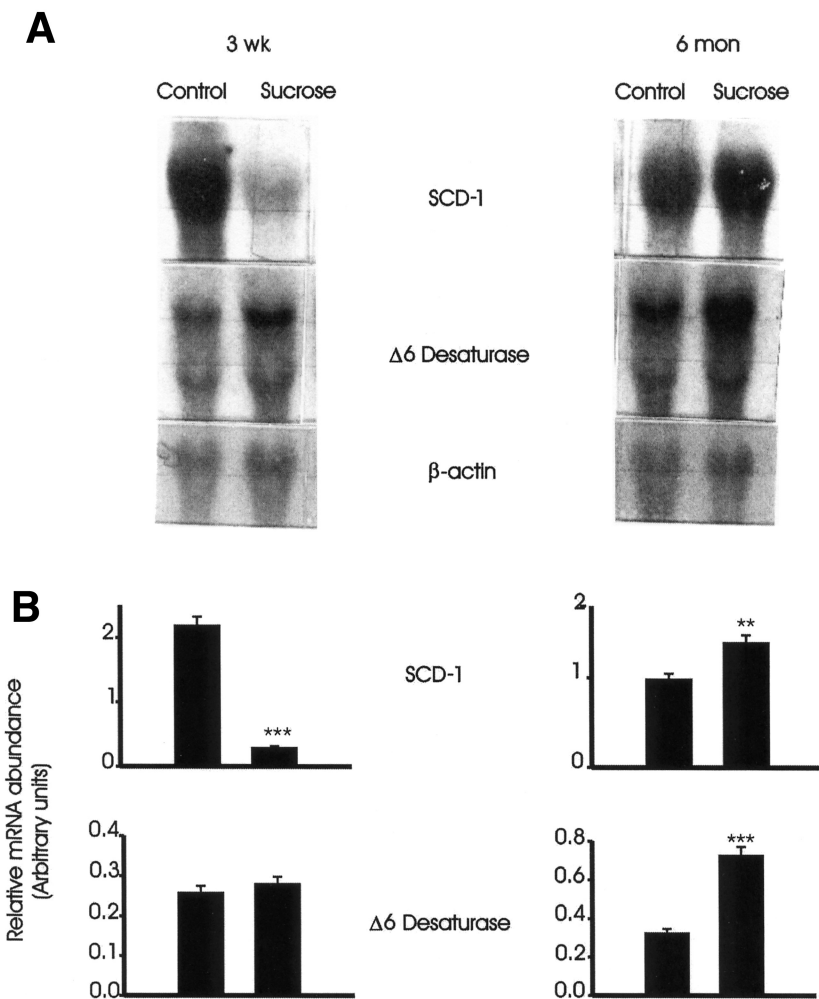 A
3 wk
6 mon
Control Sucrose
Control Sucrose
SCD-1
Δ6 Desaturase
β-actin
B
Relative mRNA abundance
(Arbitrary units)
2
1
0
***
SCD-1
2
1
0
**
0.4
0.3
0.2
0.1
0.0
Δ6 Desaturase
0.8
0.6
0.4
0.2
0.0
***